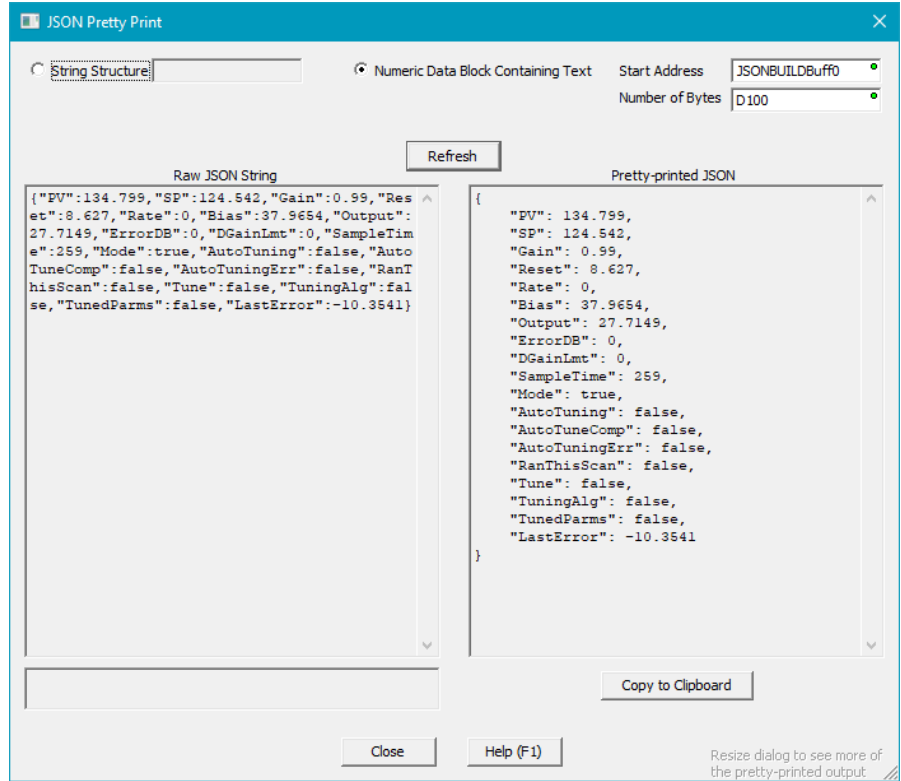 JSON Pretty Print
String Structure
Numeric Data Block Containing Text
Start Address
JSONBUILDBuff0
Number of Bytes
D100
Refresh
Raw JSON String
{"PV":134.799,"SP":124.542,"Gain":0.99,"Res
et":8.627,"Rate":0,"Bias":37.9654,"Output":
27.7149,"ErrorDB":0,"DGainLmt":0,"SampleTim
e":259,"Mode":true,"AutoTuning":false,"Auto
TuneComp":false,"AutoTuningErr":false,"RanT
hisScan":false,"Tune":false,"TuningAlg":fal
se,"TunedParms":false,"LastError":-10.3541}
Pretty-printed JSON
{
    "PV": 134.799,
    "SP": 124.542,
    "Gain": 0.99,
    "Reset": 8.627,
    "Rate": 0,
    "Bias": 37.9654,
    "Output": 27.7149,
    "ErrorDB": 0,
    "DGainLmt": 0,
    "SampleTime": 259,
    "Mode": true,
    "AutoTuning": false,
    "AutoTuneComp": false,
    "AutoTuningErr": false,
    "RanThisScan": false,
    "Tune": false,
    "TuningAlg": false,
    "TunedParms": false,
    "LastError": -10.3541
}
Copy to Clipboard
Close
Help (F1)
Resize dialog to see more of
the pretty-printed output